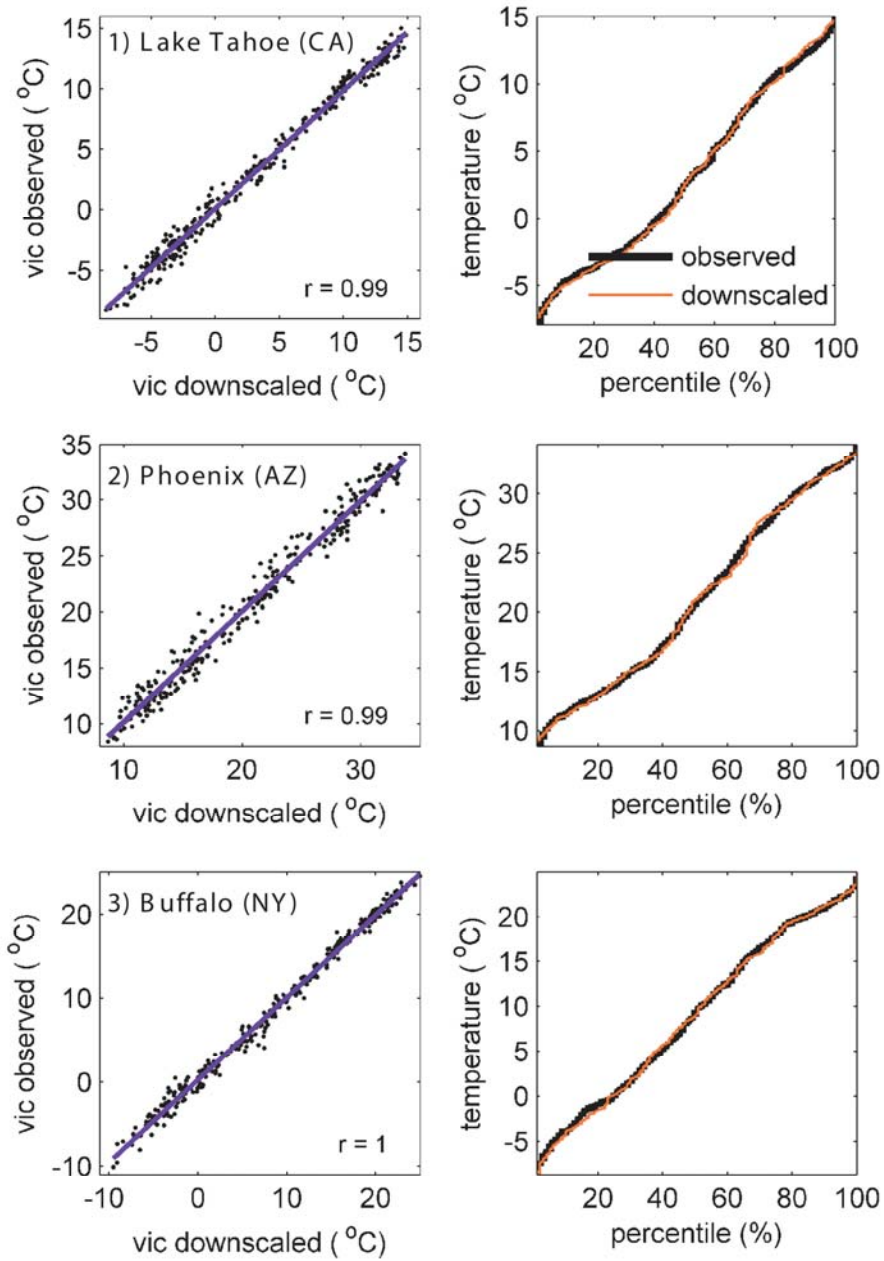 1) Lake Tahoe (CA)
15
10
5
0
-5
vic observed ( °C)
r = 0.99
-5 0 5 10 15
vic downscaled ( °C)
15
10
5
0
-5
temperature ( °C)
observed
downscaled
20 40 60 80 100
percentile (%)
2) Phoenix (AZ)
35
30
25
20
15
10
vic observed ( °C)
r = 0.99
10 20 30
vic downscaled ( °C)
30
25
20
15
10
temperature ( °C)
20 40 60 80 100
percentile (%)
3) Buffalo (NY)
20
10
0
-10
vic observed ( °C)
r = 1
-10 0 10 20
vic downscaled ( °C)
20
15
10
5
0
-5
temperature ( °C)
20 40 60 80 100
percentile (%)